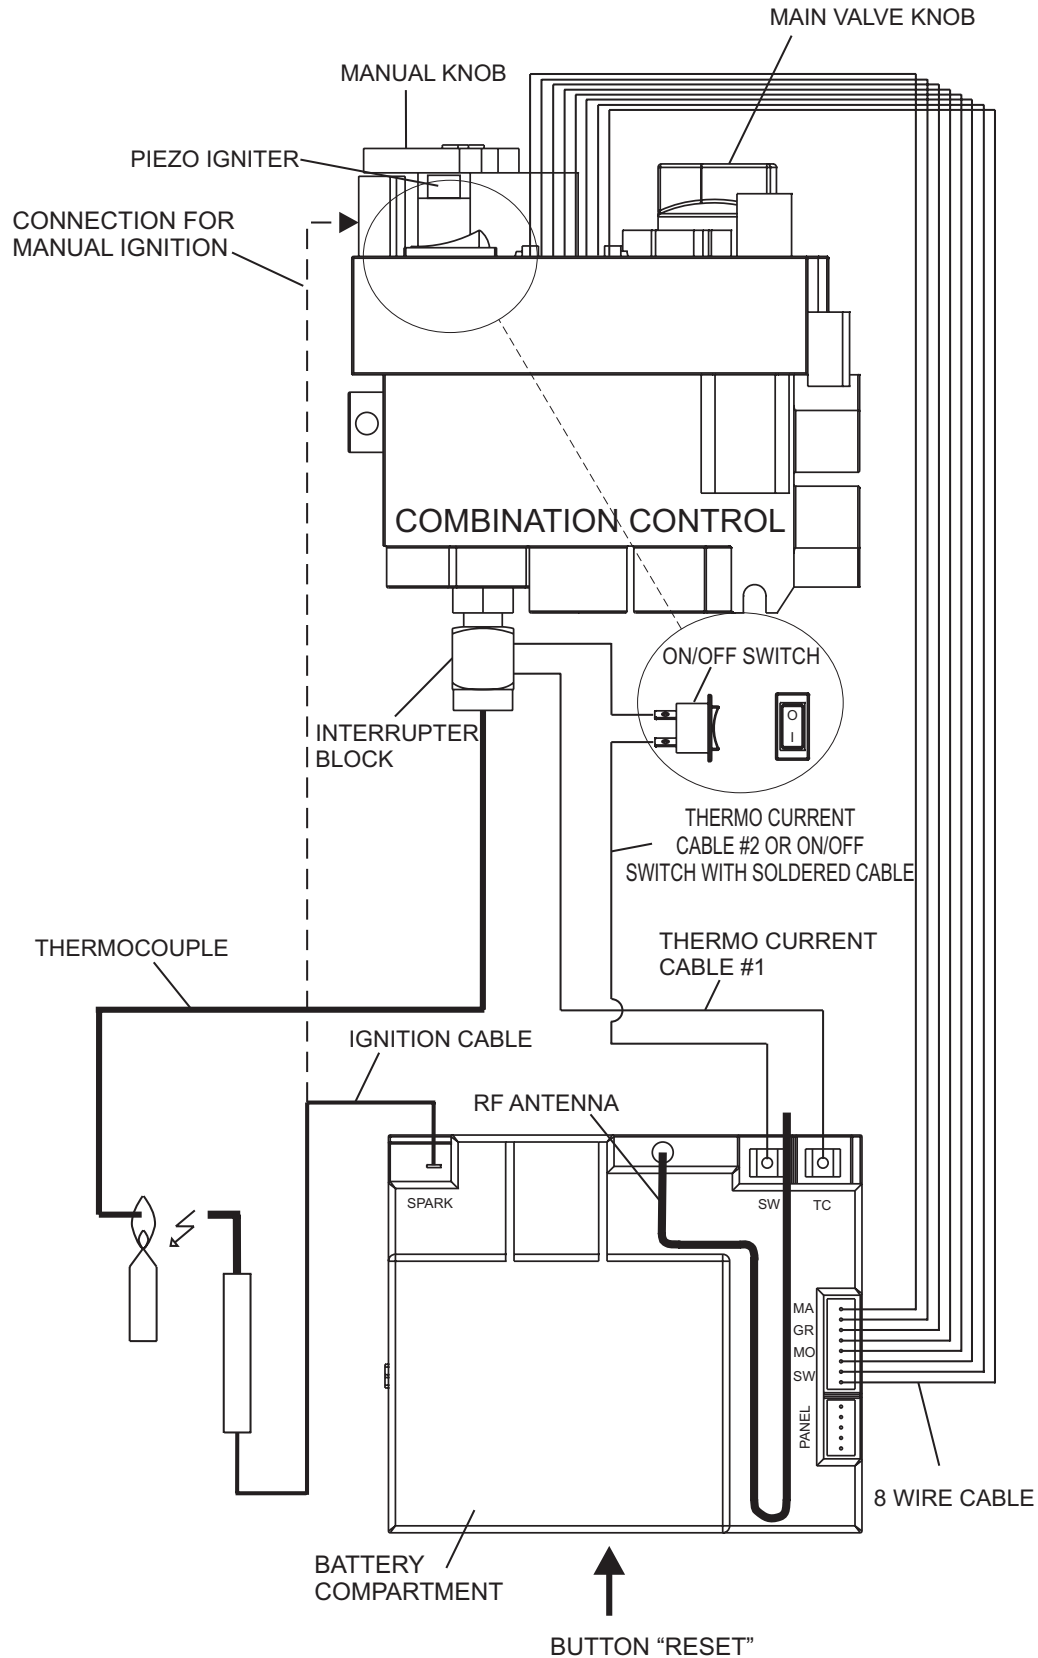 MAIN VALVE KNOB
MANUAL KNOB
PIEZO IGNITER
CONNECTION FOR
MANUAL IGNITION
COMBINATION CONTROL
ON/OFF SWITCH
O
I
INTERRUPTER
BLOCK
THERMO CURRENT
CABLE #2 OR ON/OFF
SWITCH WITH SOLDERED CABLE
THERMOCOUPLE
THERMO CURRENT
CABLE #1
IGNITION CABLE
RF ANTENNA
SPARK
SW
TC
MA
GR
MO
SW
PANEL
8 WIRE CABLE
BATTERY
COMPARTMENT
BUTTON “RESET”